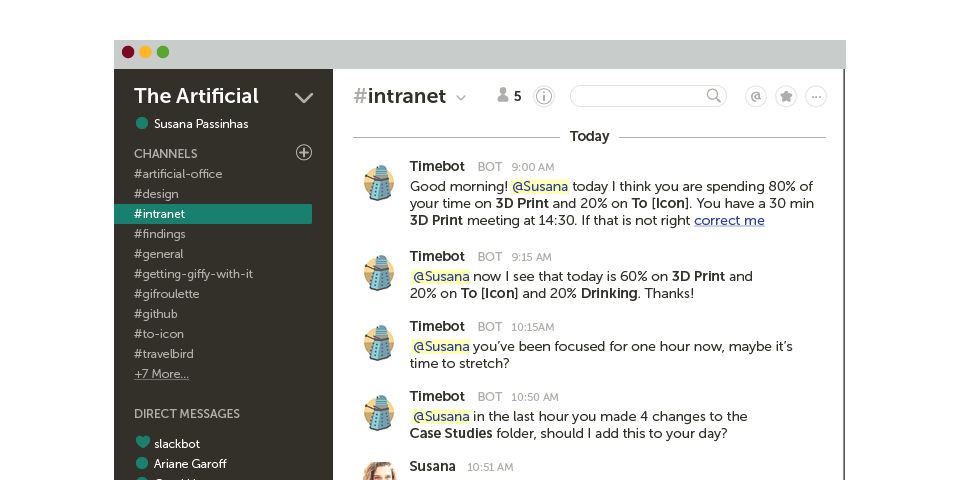 The Artificial
Susana Passinhas
CHANNELS
#artificial-office
#design
#intranet
#findings
#general
#getting-giffy-with-it
#gifroulette
#github
#to-icon
#travelbird
+7 More...
DIRECT MESSAGES
slackbot
Ariane Garoff
#intranet
5
i
@
Today
Timebot BOT 9:00 AM
Good morning! @Susana today I think you are spending 80% of
your time on 3D Print and 20% on To [Icon]. You have a 30 min
3D Print meeting at 14:30. If that is not right correct me
Timebot BOT 9:15 AM
@Susana now I see that today is 60% on 3D Print and
20% on To [Icon] and 20% Drinking. Thanks!
Timebot BOT 10:15AM
@Susana you’ve been focused for one hour now, maybe it’s
time to stretch?
Timebot BOT 10:50 AM
@Susana in the last hour you made 4 changes to the
Case Studies folder, should I add this to your day?
Susana 10:51 AM